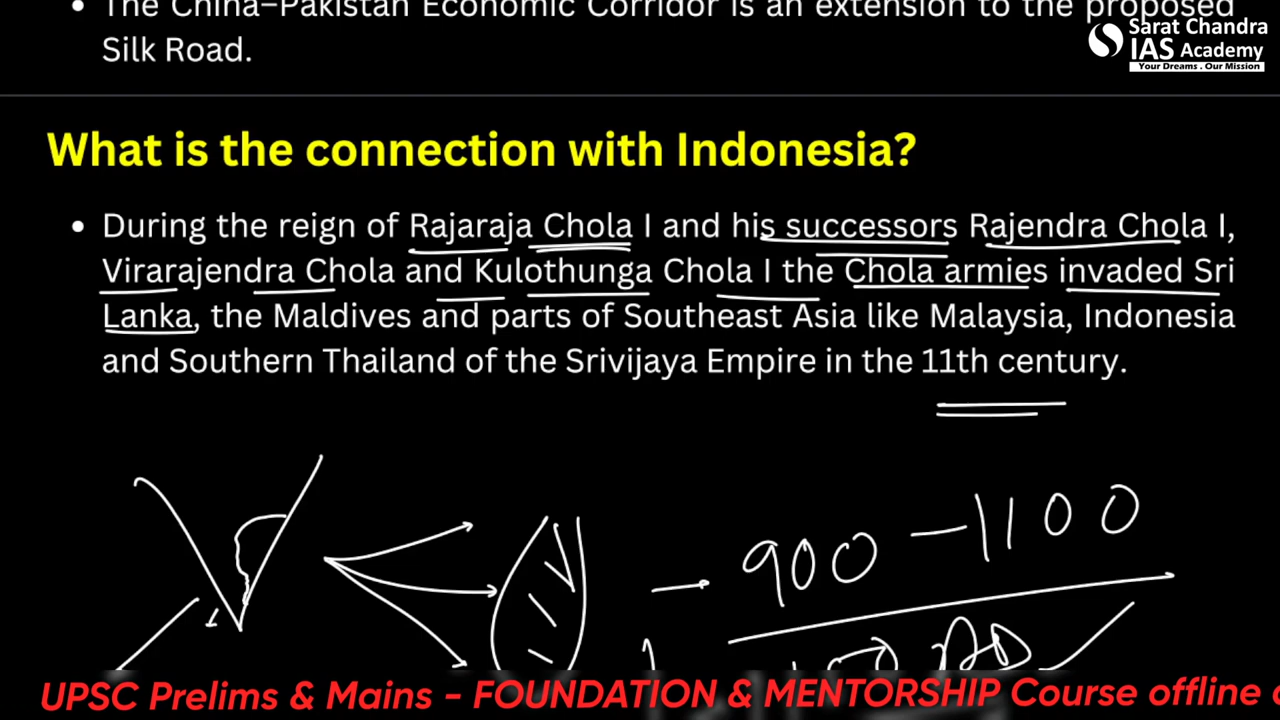 • The China–Pakistan Economic Corridor is an extension to the proposed
Silk Road.
Sarat Chandra
IAS Academy
Your Dreams . Our Mission
What is the connection with Indonesia?
• During the reign of Rajaraja Chola I and his successors Rajendra Chola I,
Virarajendra Chola and Kulothunga Chola I the Chola armies invaded Sri
Lanka, the Maldives and parts of Southeast Asia like Malaysia, Indonesia
and Southern Thailand of the Srivijaya Empire in the 11th century.
900 – 1100
AD
UPSC Prelims & Mains - FOUNDATION & MENTORSHIP Course offline